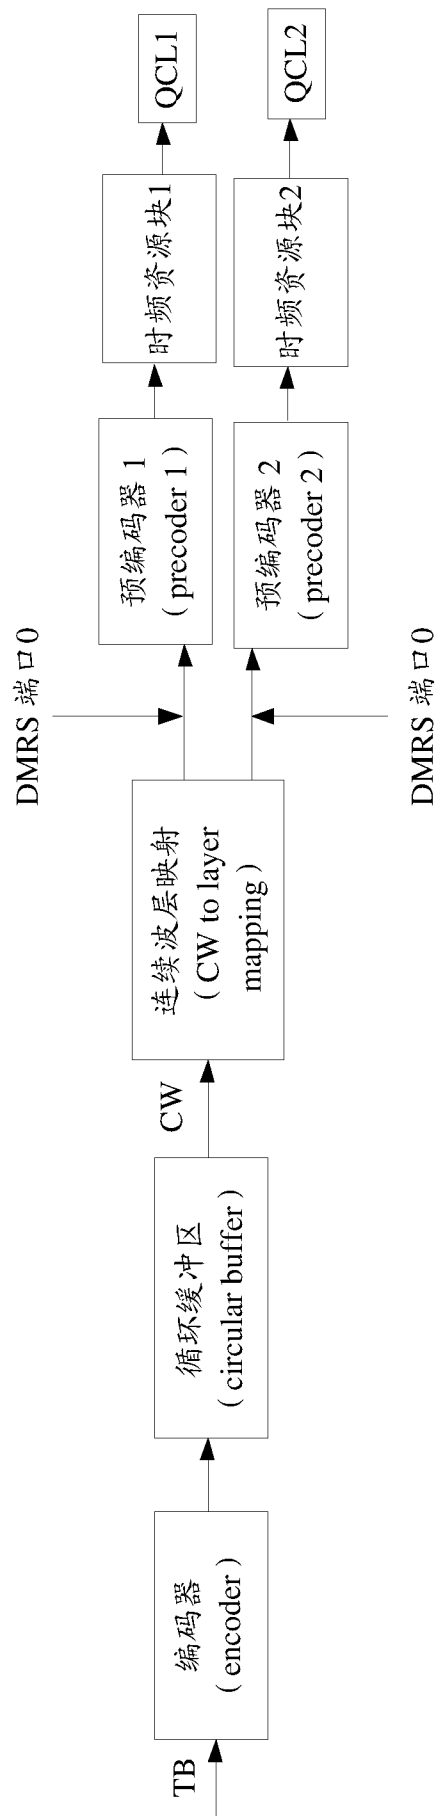 TB
编码器
(encoder)
循环缓冲区
(circular buffer)
CW
连续波层映射
(CW to layer
mapping)
DMRS 端口0
DMRS 端口0
预编码器 1
(precoder 1)
预编码器 2
(precoder 2)
时频资源块1
时频资源块2
QCL1
QCL2